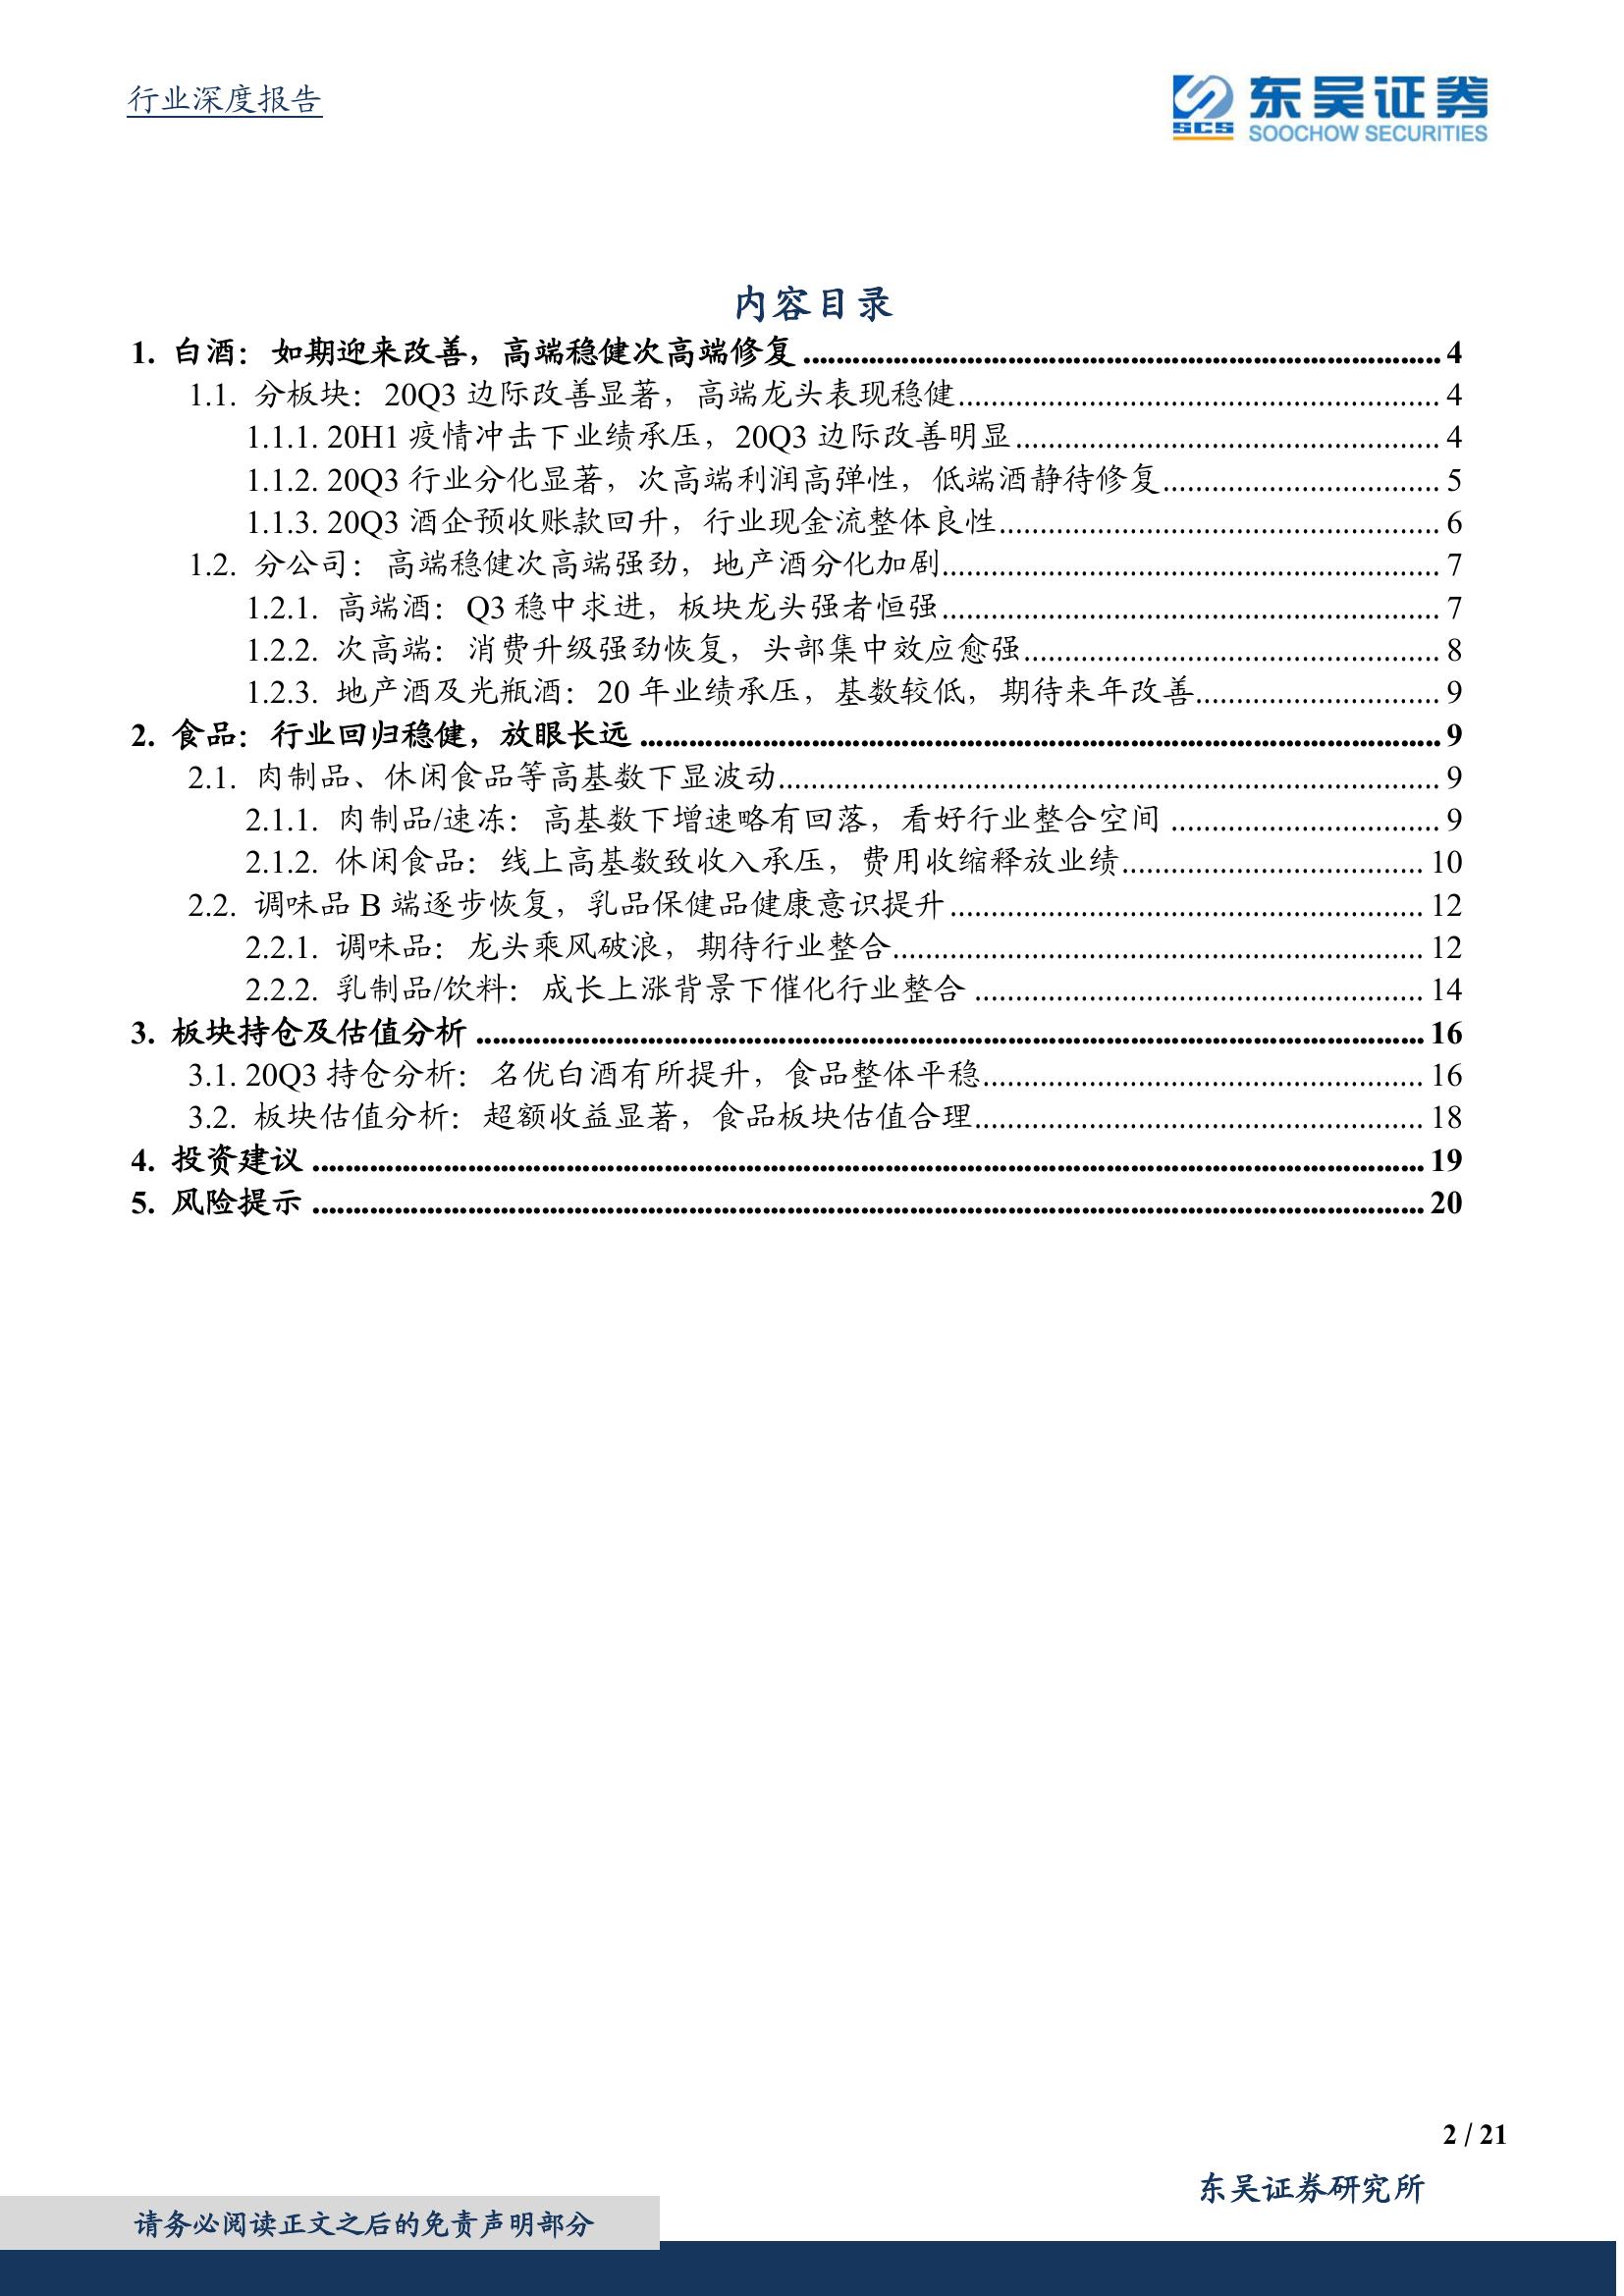 行业深度报告
东吴证券
SCS
SOOCHOW SECURITIES
内容目录
1. 白酒：如期迎来改善，高端稳健次高端修复 4
1.1. 分板块：20Q3 边际改善显著，高端龙头表现稳健 4
1.1.1. 20H1 疫情冲击下业绩承压，20Q3 边际改善明显 4
1.1.2. 20Q3 行业分化显著，次高端利润高弹性，低端酒静待修复 5
1.1.3. 20Q3 酒企预收账款回升，行业现金流整体良性 6
1.2. 分公司：高端稳健次高端强劲，地产酒分化加剧 7
1.2.1. 高端酒：Q3 稳中求进，板块龙头强者恒强 7
1.2.2. 次高端：消费升级强劲恢复，头部集中效应愈强 8
1.2.3. 地产酒及光瓶酒：20 年业绩承压，基数较低，期待来年改善 9
2. 食品：行业回归稳健，放眼长远 9
2.1. 肉制品、休闲食品等高基数下显波动 9
2.1.1. 肉制品/速冻：高基数下增速略有回落，看好行业整合空间 9
2.1.2. 休闲食品：线上高基数致收入承压，费用收缩释放业绩 10
2.2. 调味品 B 端逐步恢复，乳品保健品健康意识提升 12
2.2.1. 调味品：龙头乘风破浪，期待行业整合 12
2.2.2. 乳制品/饮料：成长上涨背景下催化行业整合 14
3. 板块持仓及估值分析 16
3.1. 20Q3 持仓分析：名优白酒有所提升，食品整体平稳 16
3.2. 板块估值分析：超额收益显著，食品板块估值合理 18
4. 投资建议 19
5. 风险提示 20
2 / 21
东吴证券研究所
请务必阅读正文之后的免责声明部分